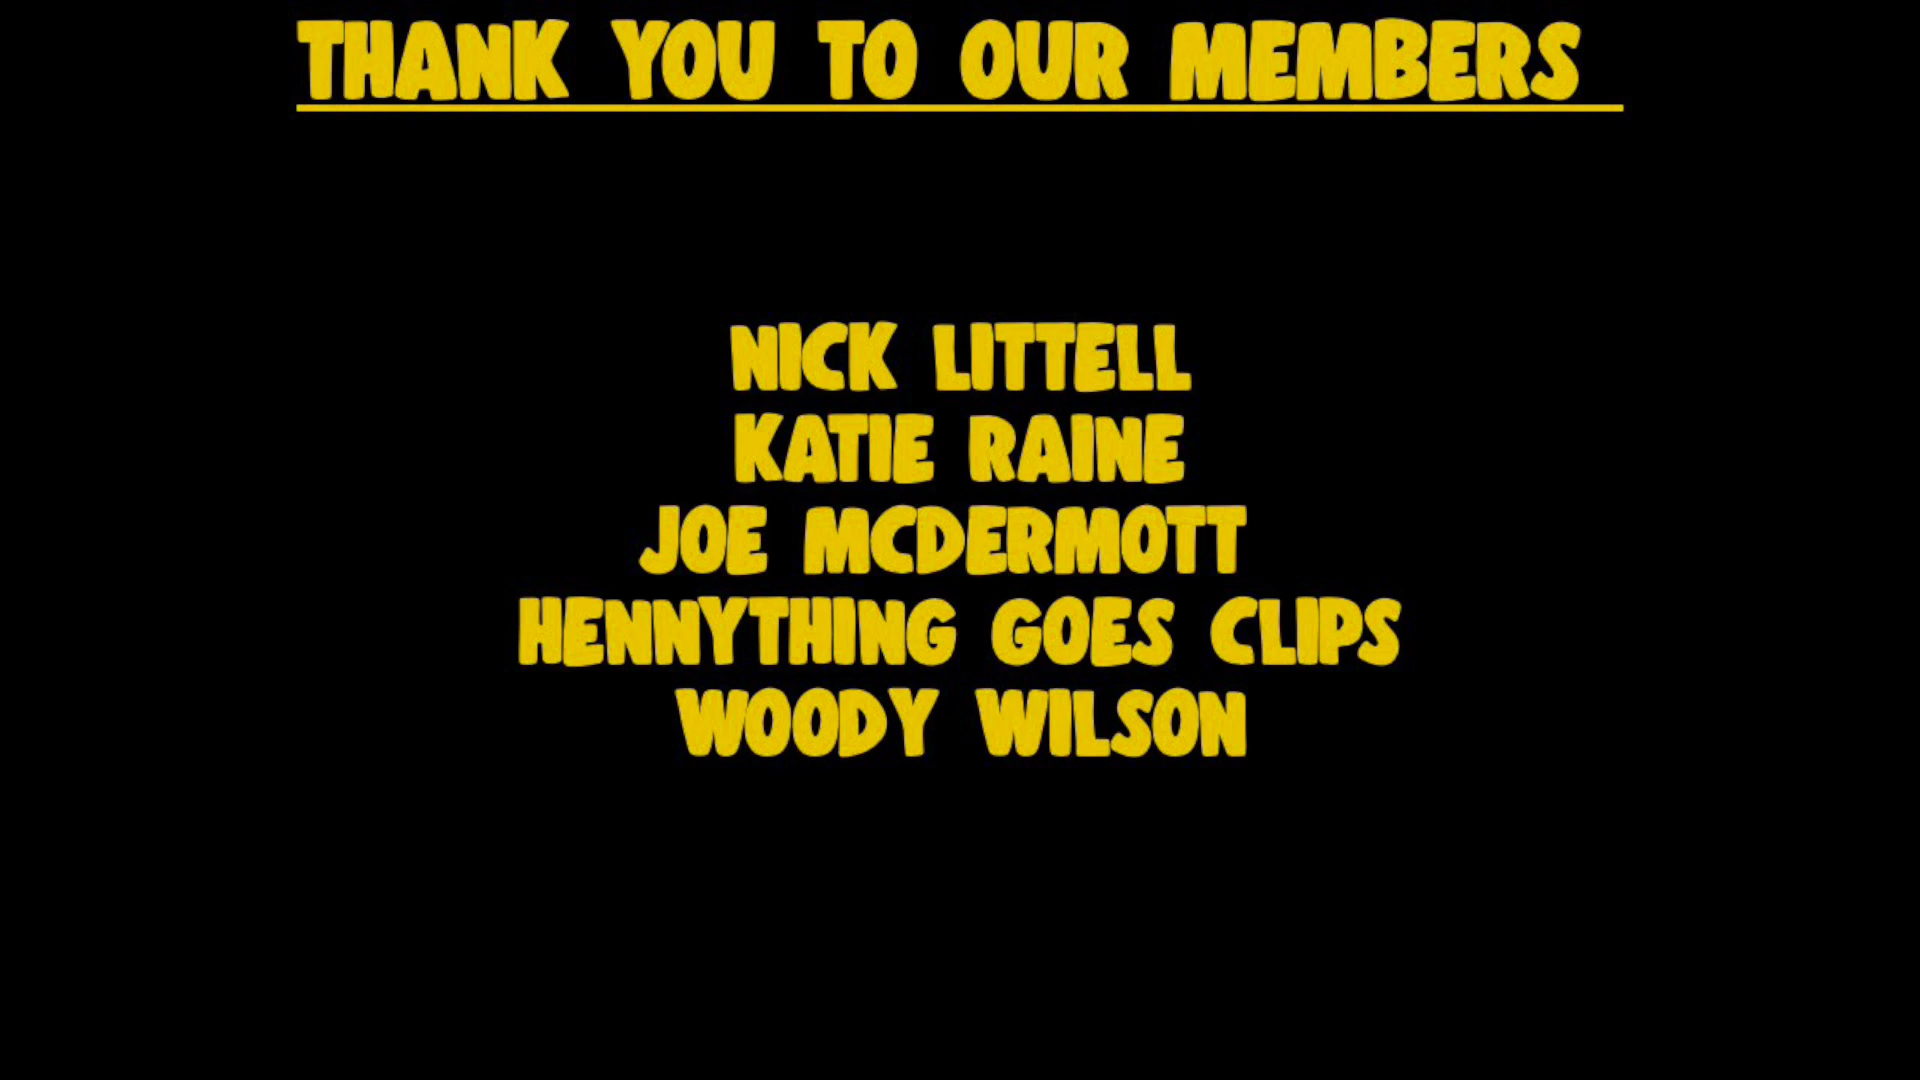 THANK YOU TO OUR MEMBERS
NICK LITTELL
KATIE RAINE
JOE MCDERMOTT
HENNYTHING GOES CLIPS
WOODY WILSON